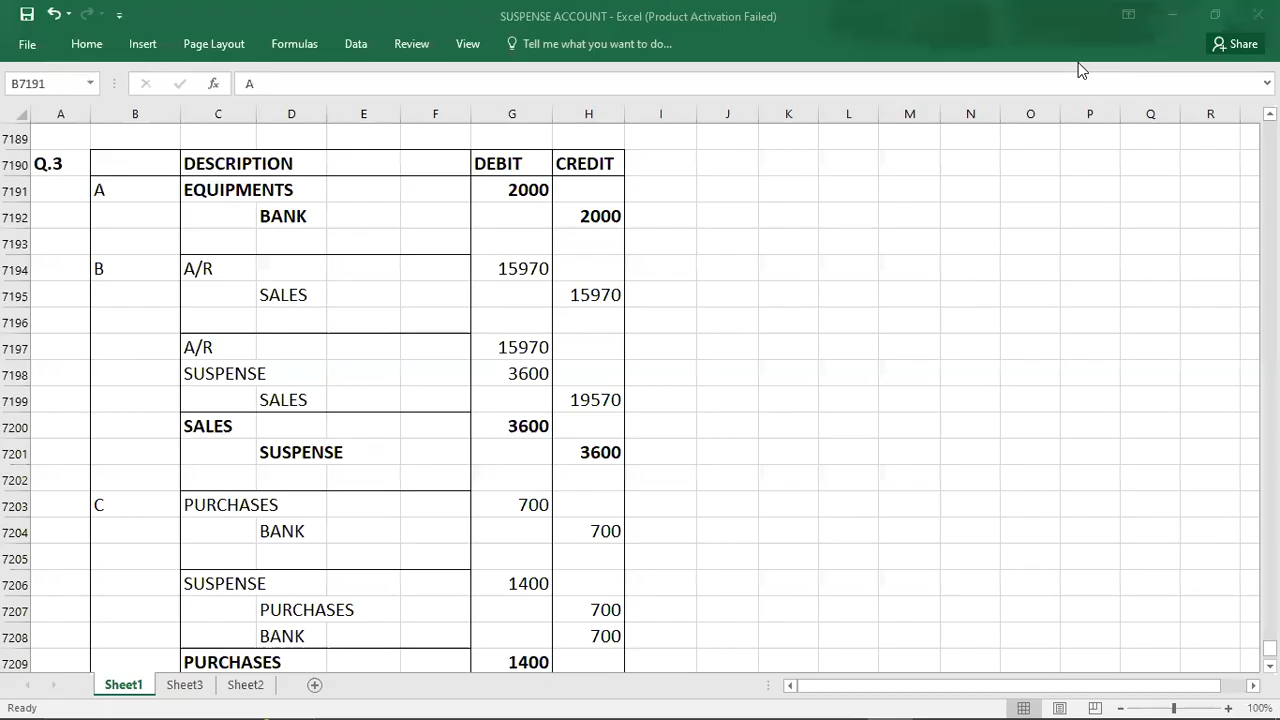 SUSPENSE ACCOUNT - Excel (Product Activation Failed)
File Home Insert Page Layout Formulas Data Review View Tell me what you want to do... Share
B7191 fx A
A B C D E F G H I J K L M N O P Q R
7189
7190 Q.3 DESCRIPTION DEBIT CREDIT
7191 A EQUIPMENTS 2000
7192 BANK 2000
7193
7194 B A/R 15970
7195 SALES 15970
7196
7197 A/R 15970
7198 SUSPENSE 3600
7199 SALES 19570
7200 SALES 3600
7201 SUSPENSE 3600
7202
7203 C PURCHASES 700
7204 BANK 700
7205
7206 SUSPENSE 1400
7207 PURCHASES 700
7208 BANK 700
7209 PURCHASES 1400
Sheet1 Sheet3 Sheet2
Ready 100%